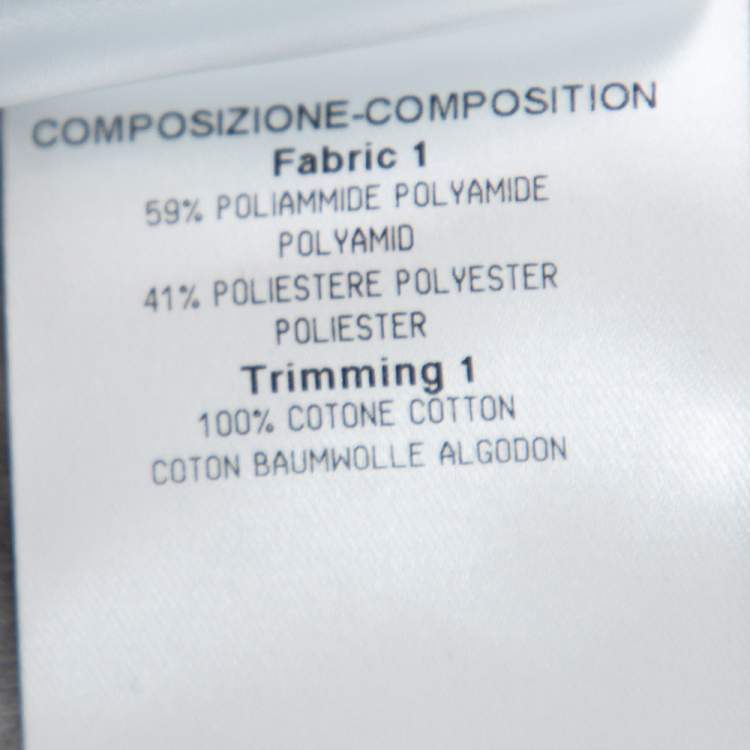 COMPOSIZIONE-COMPOSITION
Fabric 1
59% POLIAMMIDE POLYAMIDE
POLYAMID
41% POLIESTERE POLYESTER
POLIESTER
Trimming 1
100% COTONE COTTON
COTON BAUMWOLLE ALGODON